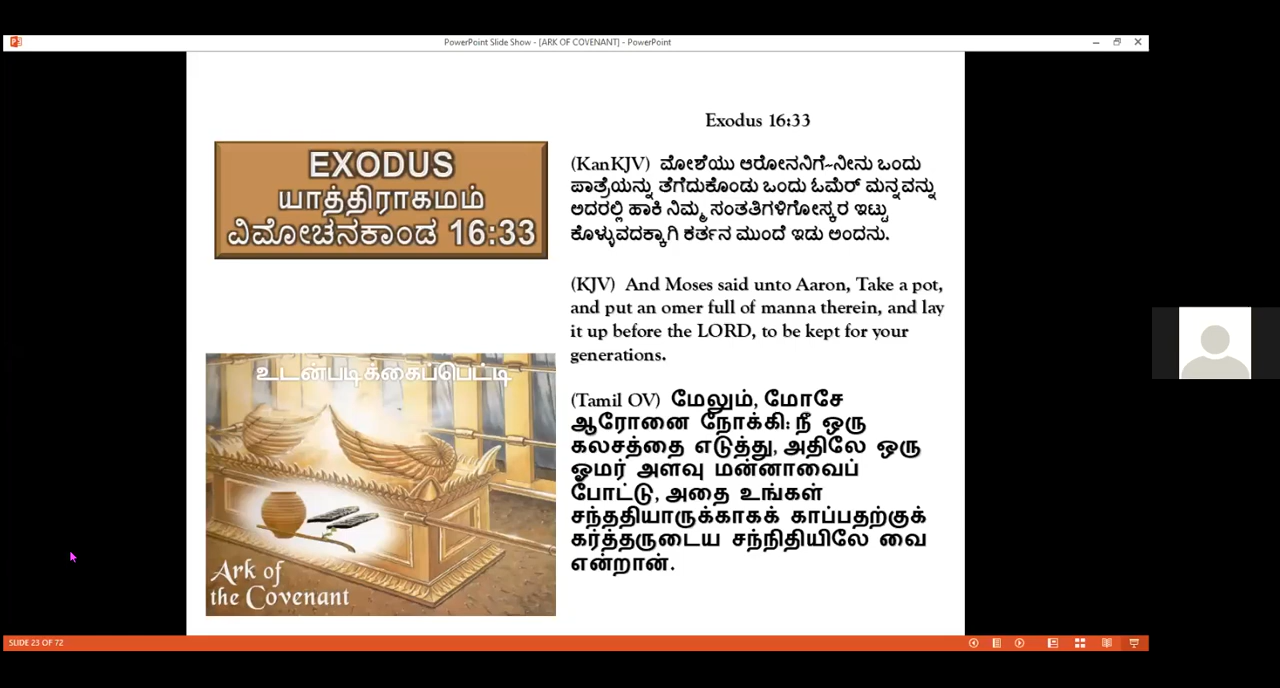 PowerPoint Slide Show - [ARK OF COVENANT] - PowerPoint
EXODUS
யாத்திராகமம்
ವಿಮೋಚನಕಾಂಡ 16:33
உடன்படிக்கைப்பெட்டி
Ark of
the Covenant
Exodus 16:33
(KanKJV) ಮೋಶೆಯು ಆರೋನನಿಗೆ-ನೀನು ಒಂದು
ಪಾತ್ರೆಯನ್ನು ತೆಗೆದುಕೊಂಡು ಒಂದು ಓಮೆರ್ ಮನ್ನವನ್ನು
ಅದರಲ್ಲಿ ಹಾಕಿ ನಿಮ್ಮ ಸಂತತಿಗಳಿಗೋಸ್ಕರ ಇಟ್ಟು
ಕೊಳ್ಳುವದಕ್ಕಾಗಿ ಕರ್ತನ ಮುಂದೆ ಇಡು ಅಂದನು.
(KJV) And Moses said unto Aaron, Take a pot,
and put an omer full of manna therein, and lay
it up before the LORD, to be kept for your
generations.
(Tamil OV) மேலும், மோசே
ஆரோனை நோக்கி: நீ ஒரு
கலசத்தை எடுத்து, அதிலே ஒரு
ஓமர் அளவு மன்னாவைப்
போட்டு, அதை உங்கள்
சந்ததியாருக்காகக் காப்பதற்குக்
கர்த்தருடைய சந்நிதியிலே வை
என்றான்.
SLIDE 23 OF 72